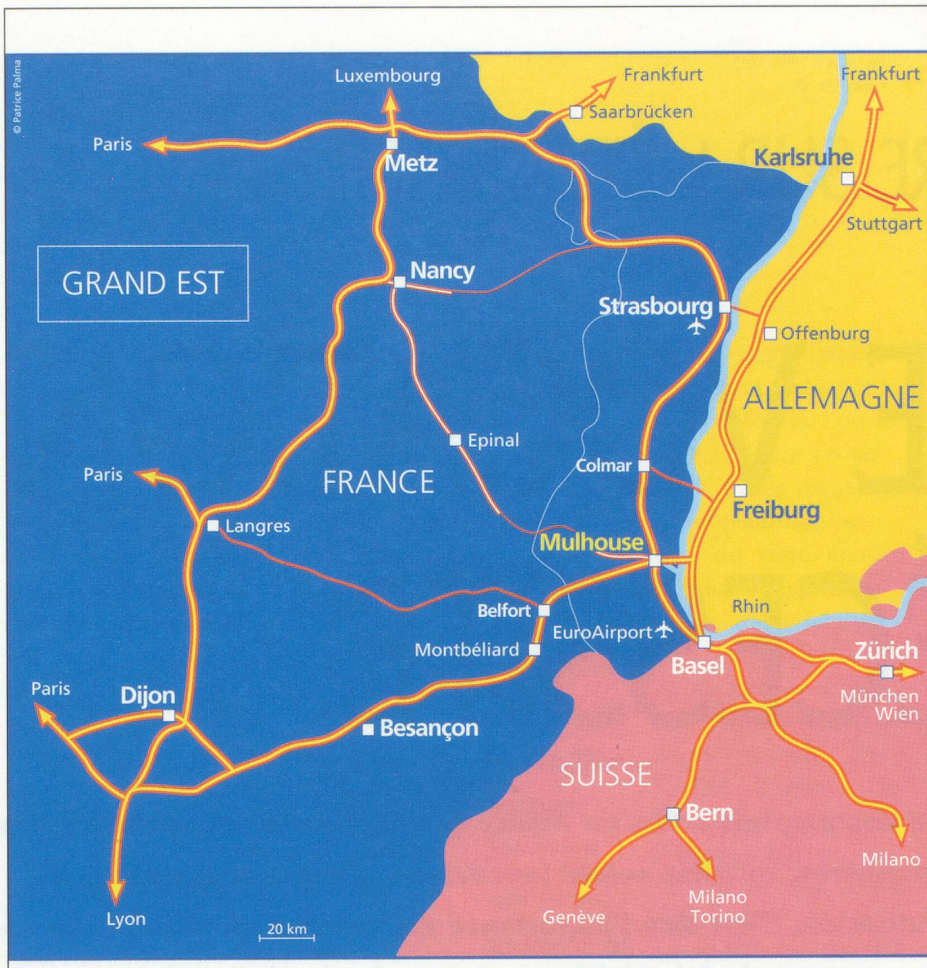 © Patrice Palma
Luxembourg
Frankfurt
Frankfurt
Saarbrücken
Paris
Metz
Karlsruhe
Stuttgart
GRAND EST
Nancy
Strasbourg
Offenburg
ALLEMAGNE
Epinal
Colmar
Paris
FRANCE
Langres
Freiburg
Mulhouse
Belfort
Rhin
EuroAirport
Montbéliard
Basel
Zürich
Paris
Dijon
München
Wien
Besançon
SUISSE
Bern
Milano
Lyon
20 km
Genève
Milano
Torino